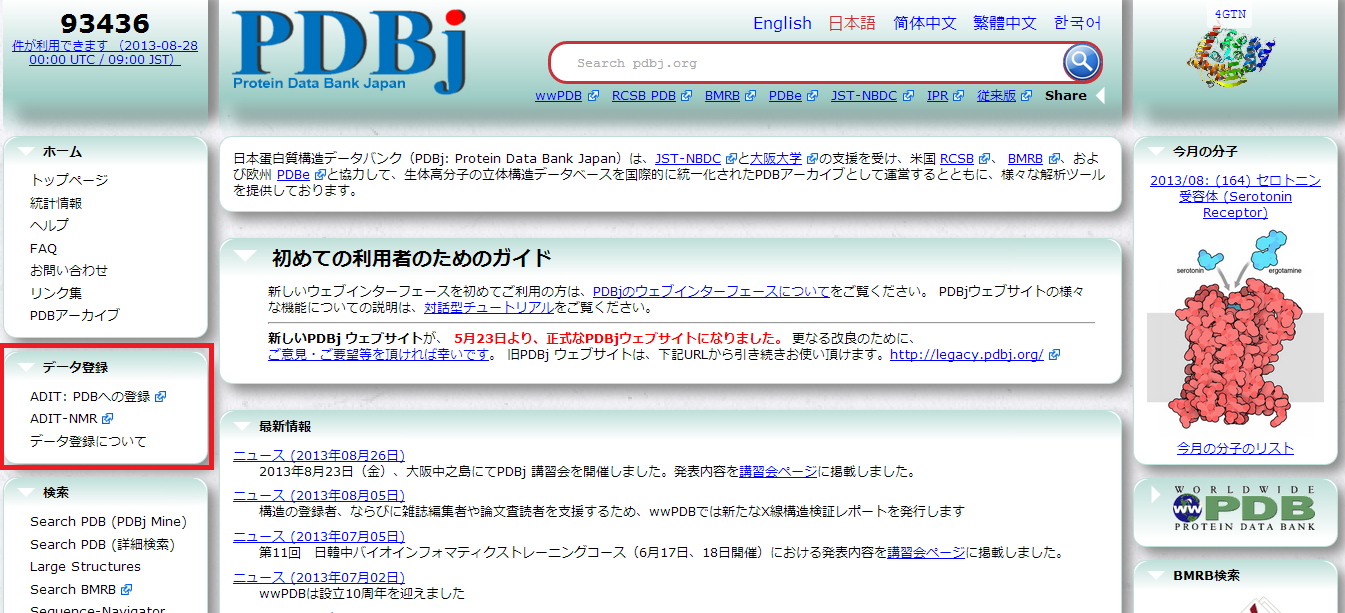 93436
件が利用できます （2013-08-28
00:00 UTC / 09:00 JST）
PDBj
Protein Data Bank Japan
English 日本語 简体中文 繁體中文 한국어
Search pdbj.org
wwPDB RCSB PDB BMRB PDBe JST-NBDC IPR 従来版 Share
4GTN
ホーム
トップページ
統計情報
ヘルプ
FAQ
お問い合わせ
リンク集
PDBアーカイブ
データ登録
ADIT: PDBへの登録
ADIT-NMR
データ登録について
検索
Search PDB (PDBj Mine)
Search PDB (詳細検索)
Large Structures
Search BMRB
Sequence-Navigator
日本蛋白質構造データバンク（PDBj: Protein Data Bank Japan）は、JST-NBDC と大阪大学 の支援を受け、米国 RCSB 、 BMRB 、およ
び欧州 PDBe と協力して、生体高分子の立体構造データベースを国際的に統一化されたPDBアーカイブとして運営するとともに、様々な解析ツール
を提供しております。
初めての利用者のためのガイド
新しいウェブインターフェースを初めてご利用の方は、PDBjのウェブインターフェースについてをご覧ください。 PDBjウェブサイトの様々
な機能についての説明は、対話型チュートリアルをご覧ください。
新しいPDBj ウェブサイトが、 5月23日より、正式なPDBjウェブサイトになりました。 更なる改良のために、
ご意見・ご要望等を頂ければ幸いです。 旧PDBj ウェブサイトは、下記URLから引き続きお使い頂けます。http://legacy.pdbj.org/
最新情報
ニュース (2013年08月26日)
2013年8月23日（金）、大阪中之島にてPDBj 講習会を開催しました。発表内容を講習会ページに掲載しました。
ニュース (2013年08月05日)
構造の登録者、ならびに雑誌編集者や論文査読者を支援するため、wwPDBでは新たなX線構造検証レポートを発行します
ニュース (2013年07月05日)
第11回 日韓中バイオインフォマティクストレーニングコース（6月17日、18日開催）における発表内容を講習会ページに掲載しました。
ニュース (2013年07月02日)
wwPDBは設立10周年を迎えました
今月の分子
2013/08: (164) セロトニン
受容体 (Serotonin
Receptor)
serotonin
ergotamine
今月の分子のリスト
WORLDWIDE
ww PDB
PROTEIN DATA BANK
BMRB検索